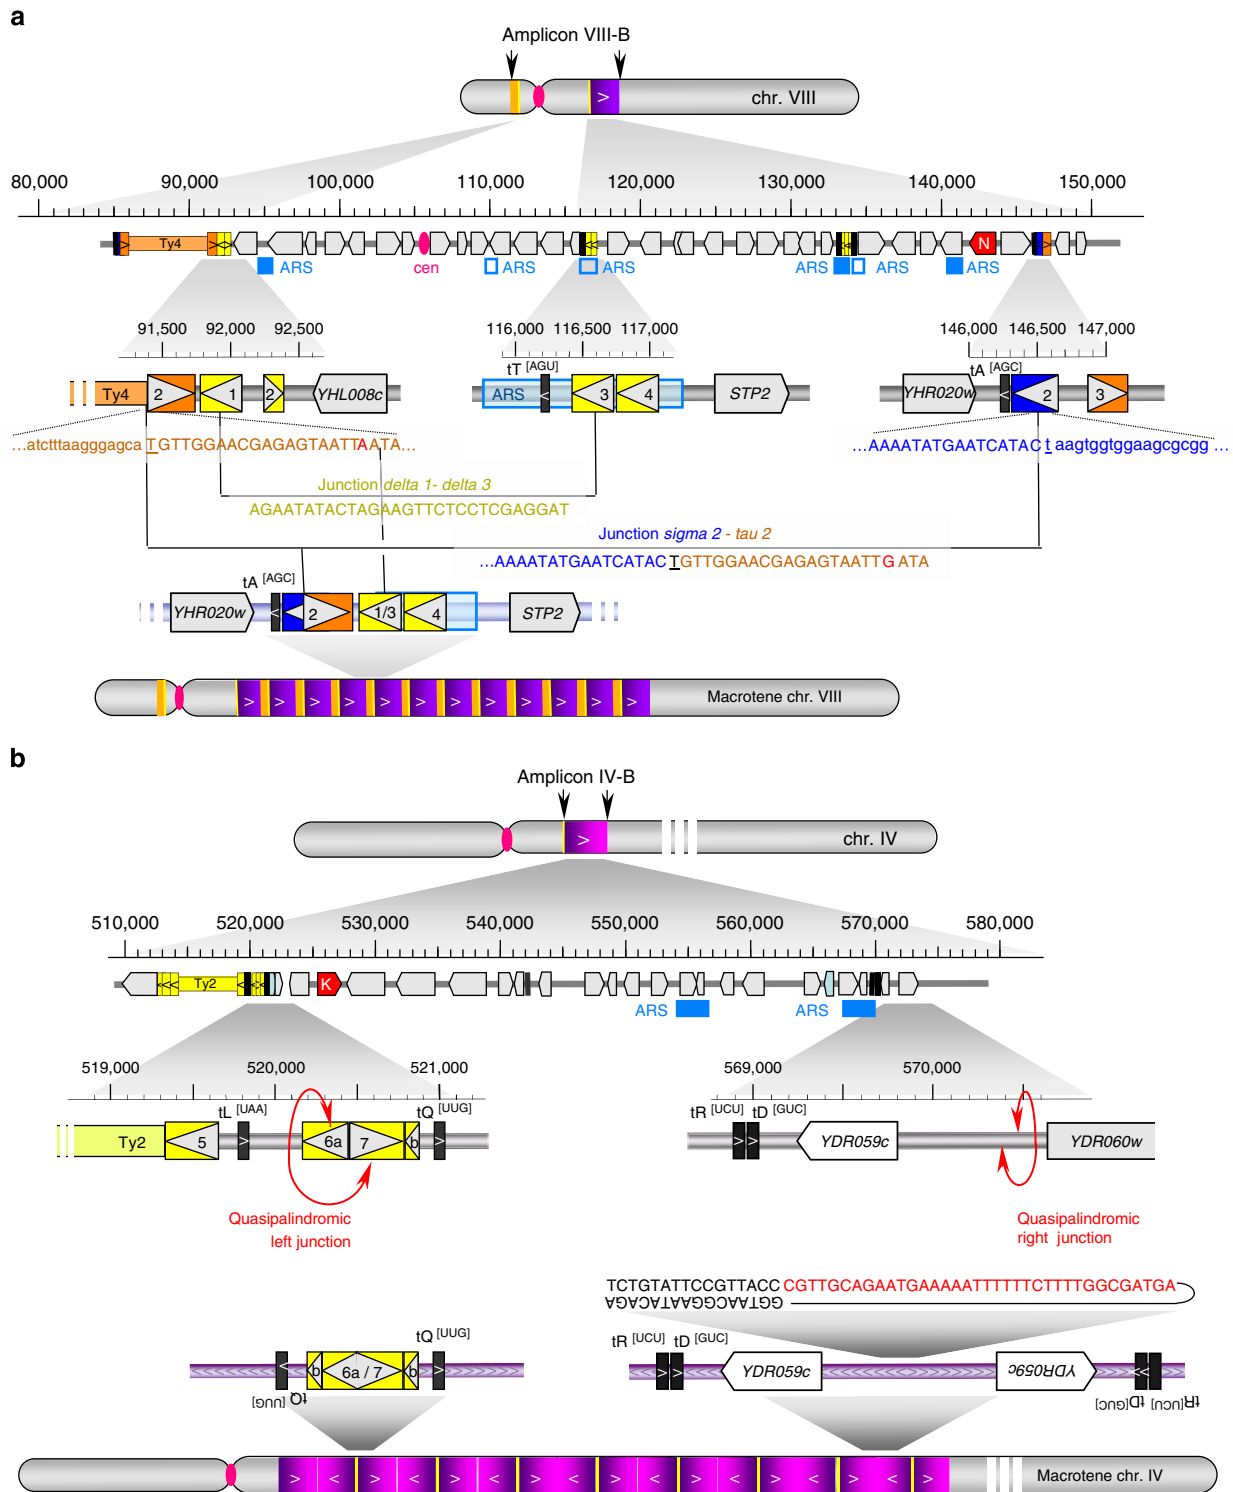 a
Amplicon VIII-B
chr. VIII
>
80,000 90,000 100,000 110,000 120,000 130,000 140,000 150,000
Ty4
N
ARS cen ARS ARS ARS ARS ARS
91,500 92,000 92,500
116,000 116,500 117,000
146,000 146,500 147,000
tT [AGU]
tA [AGC]
Ty4 2 1 2 YHL008c
ARS < 3 4 STP2
YHR020w < 2 3
...atctttaagggagca TGTTGGAACGAGAGTAATTAATA...
...AAAATATGAATCATAC t aagtggtggaagcgcgg ...
Junction delta 1- delta 3
AGAATATACTAGAAGTTCTCCTCGAGGAT
Junction sigma 2 - tau 2
...AAAATATGAATCATAC TGTTGGAACGAGAGTAATTG ATA
tA [AGC]
YHR020w < 2 1/3 4 STP2
> > > > > > > > > > > > Macrotene chr. VIII
b
Amplicon IV-B
> chr. IV
510,000 520,000 530,000 540,000 550,000 560,000 570,000 580,000
Ty2 K
ARS ARS
519,000 520,000 521,000
569,000 570,000
tL [UAA] tQ [UUG]
tR [UCU] tD [GUC]
Ty2 5 > 6a 7 b >
> > YDR059c YDR060w
Quasipalindromic
left junction
Quasipalindromic
right junction
TCTGTATTCCGTTACC CGTTGCAGAATGAAAAATTTTTTCTTTTGGCGATGA
GGTAACGGAATACAGA
tQ [UUG]
tR [UCU] tD [GUC]
< b 6a / 7 b >
> > YDR059c YDR059c < <
tQ [UUG]
tD[GUC] tR[UCU]
> < > < > < > < > < > < > < > < > Macrotene chr. IV